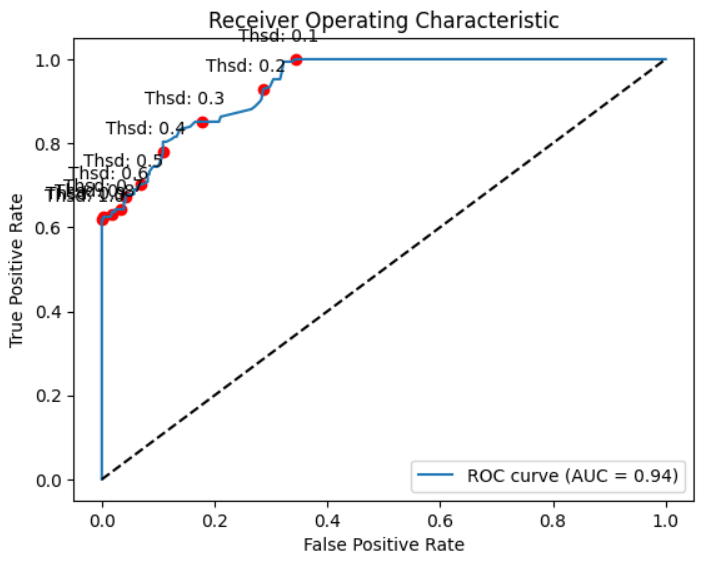 Receiver Operating Characteristic
Thsd: 0.1
Thsd: 0.2
Thsd: 0.3
Thsd: 0.4
Thsd: 0.5
Thsd: 0.6
1.0
0.8
0.6
0.4
0.2
0.0
True Positive Rate
ROC curve (AUC = 0.94)
0.0
0.2
0.4
0.6
0.8
1.0
False Positive Rate